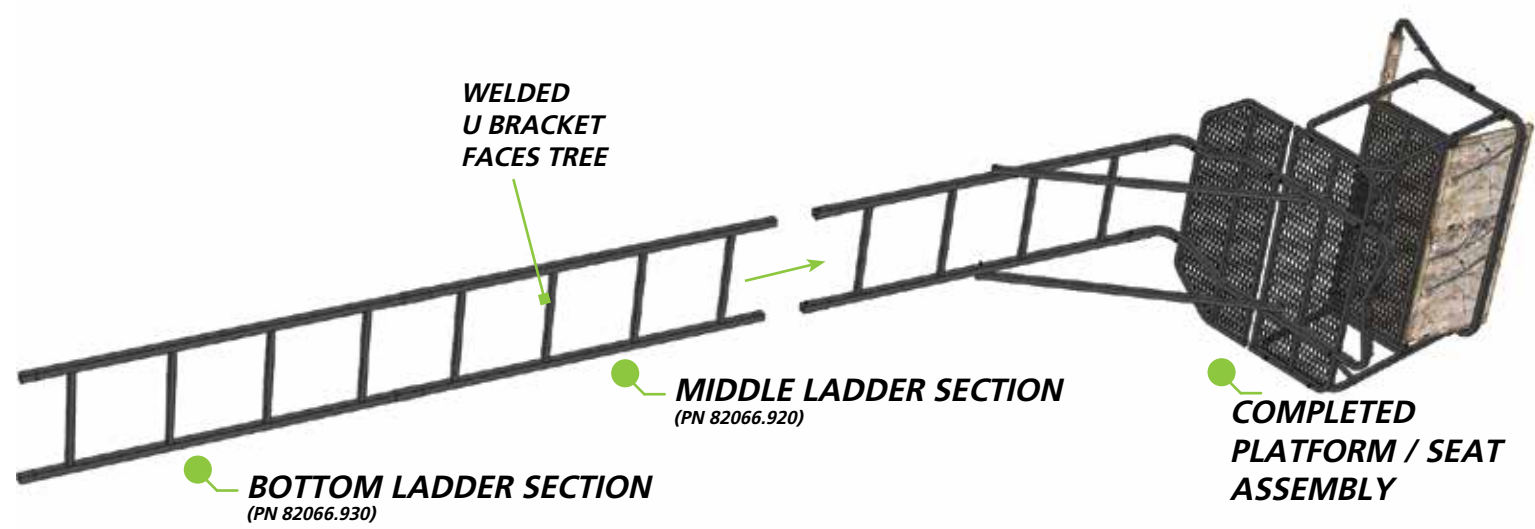 WELDED
U BRACKET
FACES TREE
MIDDLE LADDER SECTION
(PN 82066.920)
BOTTOM LADDER SECTION
(PN 82066.930)
COMPLETED
PLATFORM / SEAT
ASSEMBLY